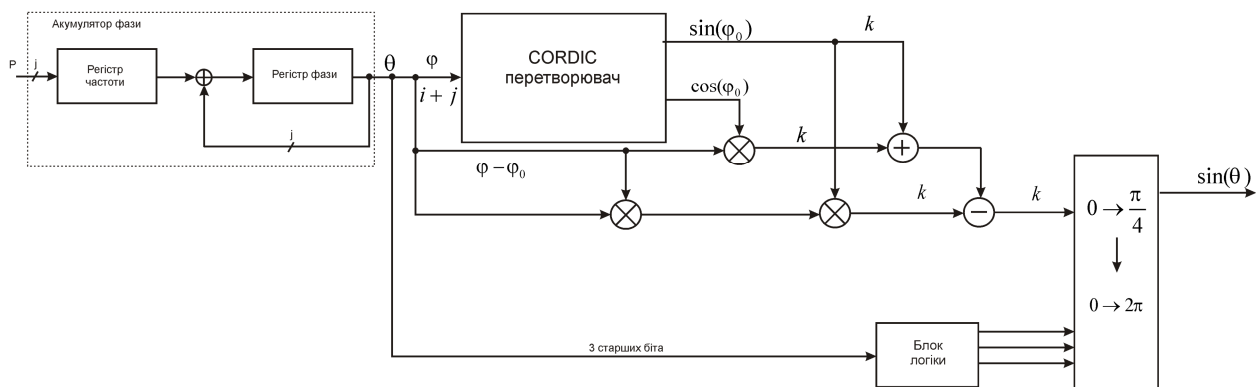 Акумулятор фази
P
j
Регістр
частоти
Регістр фази
j
θ
φ
i + j
CORDIC
перетворювач
sin(φ₀)
k
cos(φ₀)
k
φ − φ₀
k
k
0 → π/4
0 → 2π
sin(θ)
3 старших біта
Блок
логіки